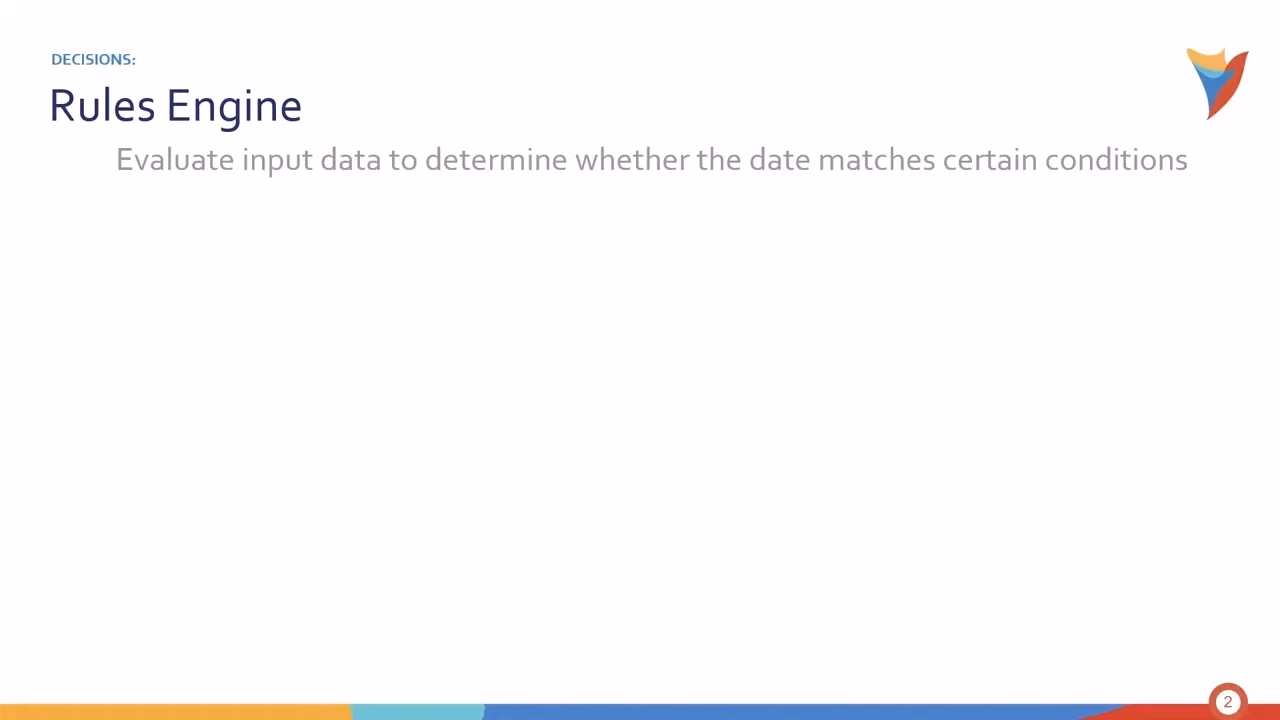 DECISIONS:
Rules Engine
Evaluate input data to determine whether the date matches certain conditions
2